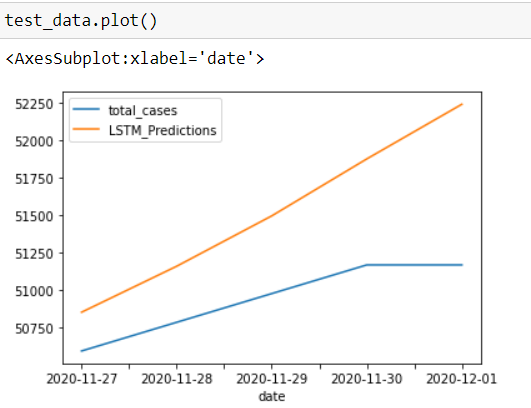 test_data.plot()
<AxesSubplot:xlabel='date'>
total_cases
LSTM_Predictions
52250
52000
51750
51500
51250
51000
50750
2020-11-27 2020-11-28 2020-11-29 2020-11-30 2020-12-01
date